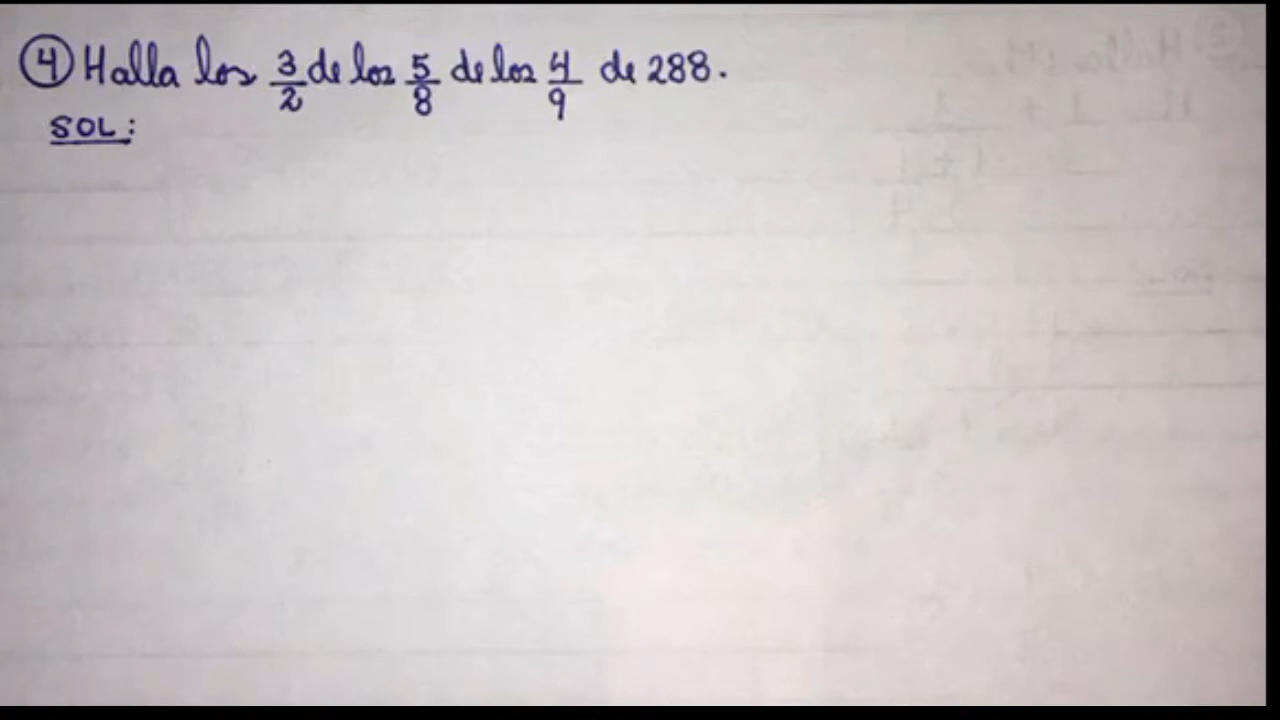 ④ Halla los 3/2 de los 5/8 de los 4/9 de 288.
SOL: